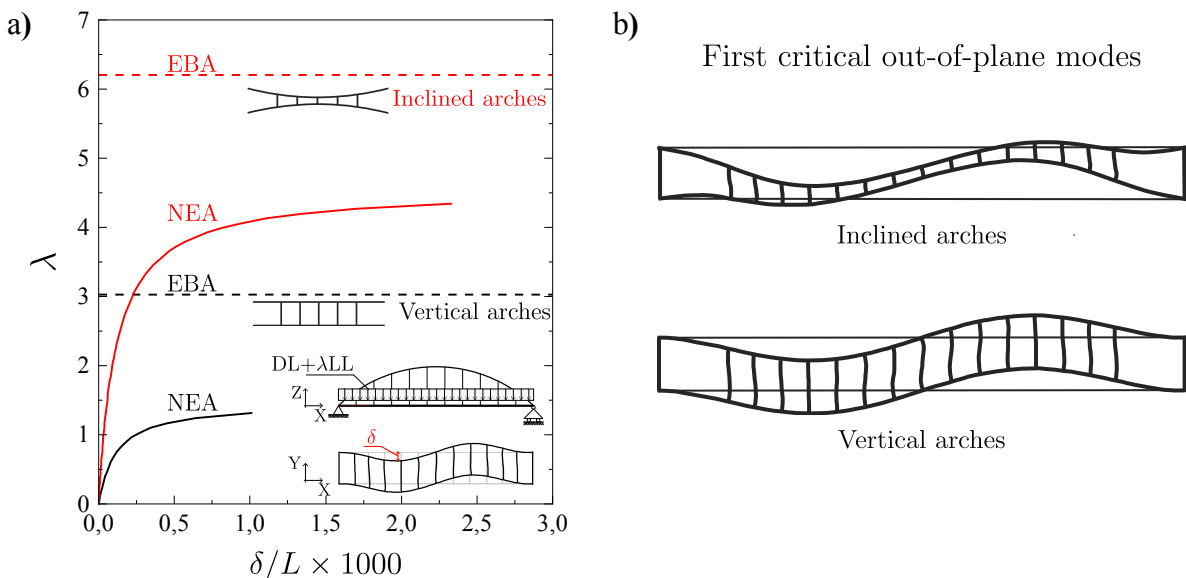 a)
7
6
5
4
3
2
1
0
λ
EBA
Inclined arches
NEA
EBA
Vertical arches
DL+λLL
Z
X
NEA
δ
Y
X
0,0
0,5
1,0
1,5
2,0
2,5
3,0
δ/L × 1000
b)
First critical out-of-plane modes
Inclined arches
Vertical arches